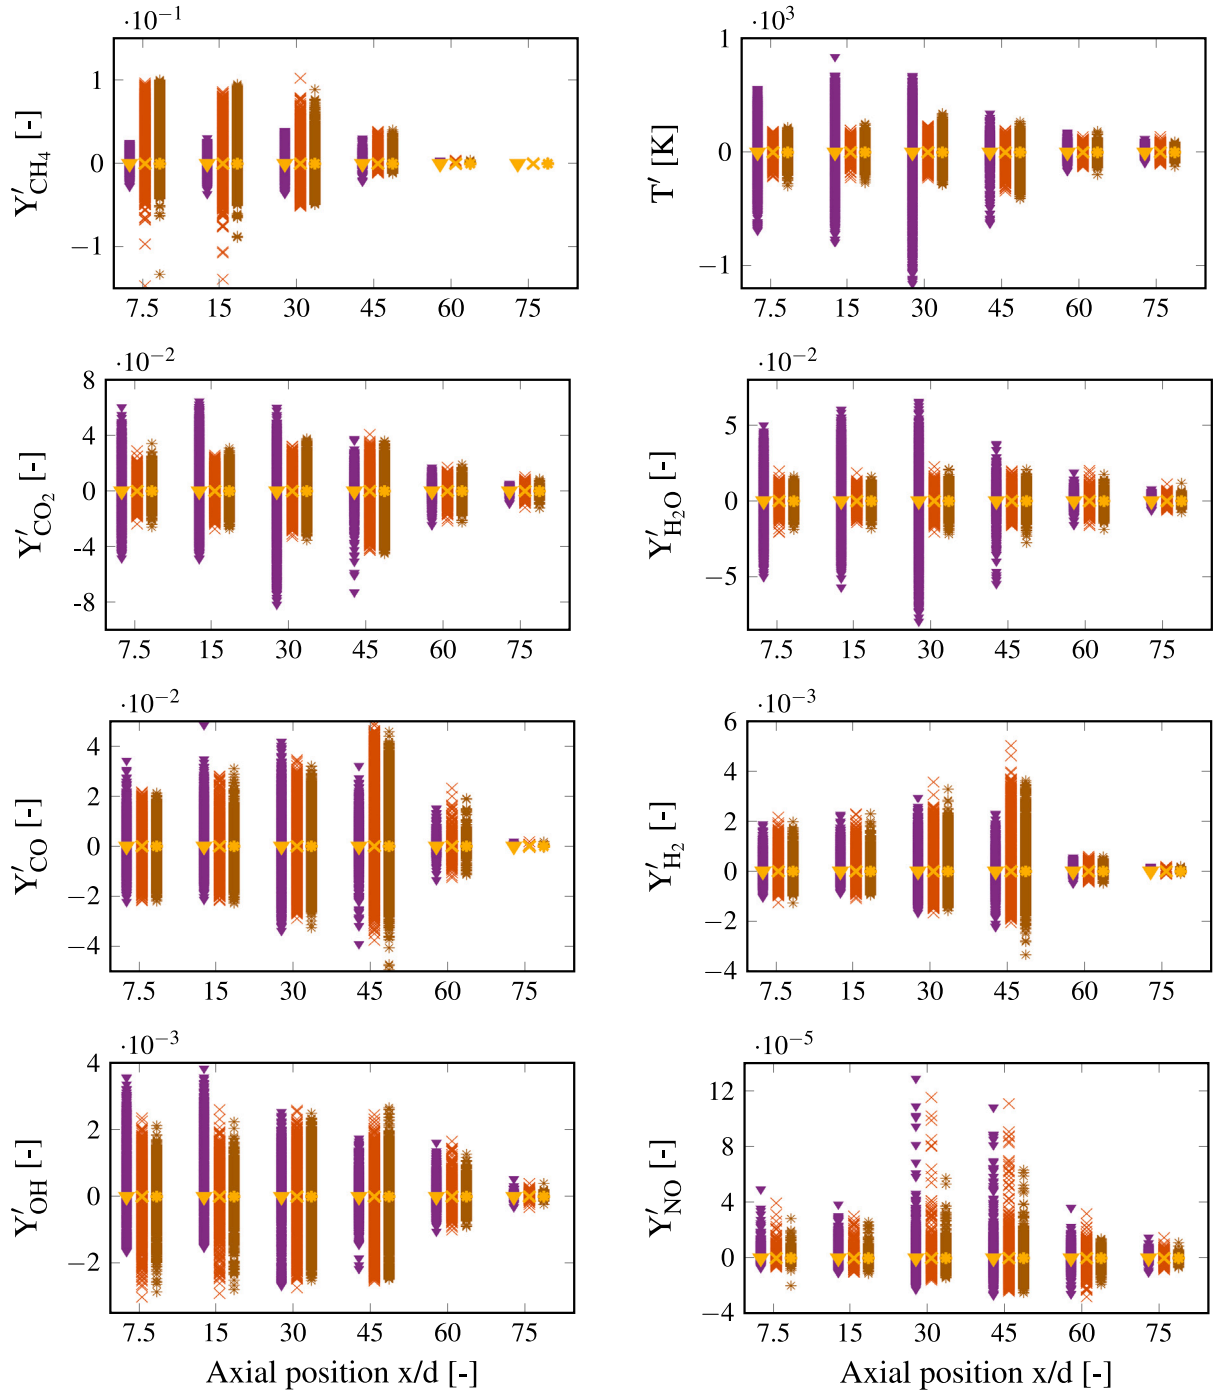 ·10⁻¹
1
0
−1
Y′CH₄ [-]
7.5 15 30 45 60 75
·10³
1
0
−1
T′ [K]
7.5 15 30 45 60 75
·10⁻²
8
4
0
-4
-8
Y′CO₂ [-]
7.5 15 30 45 60 75
·10⁻²
5
0
−5
Y′H₂O [-]
7.5 15 30 45 60 75
·10⁻²
4
2
0
−2
−4
Y′CO [-]
7.5 15 30 45 60 75
·10⁻³
6
4
2
0
−2
−4
Y′H₂ [-]
7.5 15 30 45 60 75
·10⁻³
4
2
0
−2
Y′OH [-]
7.5 15 30 45 60 75
Axial position x/d [-]
·10⁻⁵
12
8
4
0
−4
Y′NO [-]
7.5 15 30 45 60 75
Axial position x/d [-]